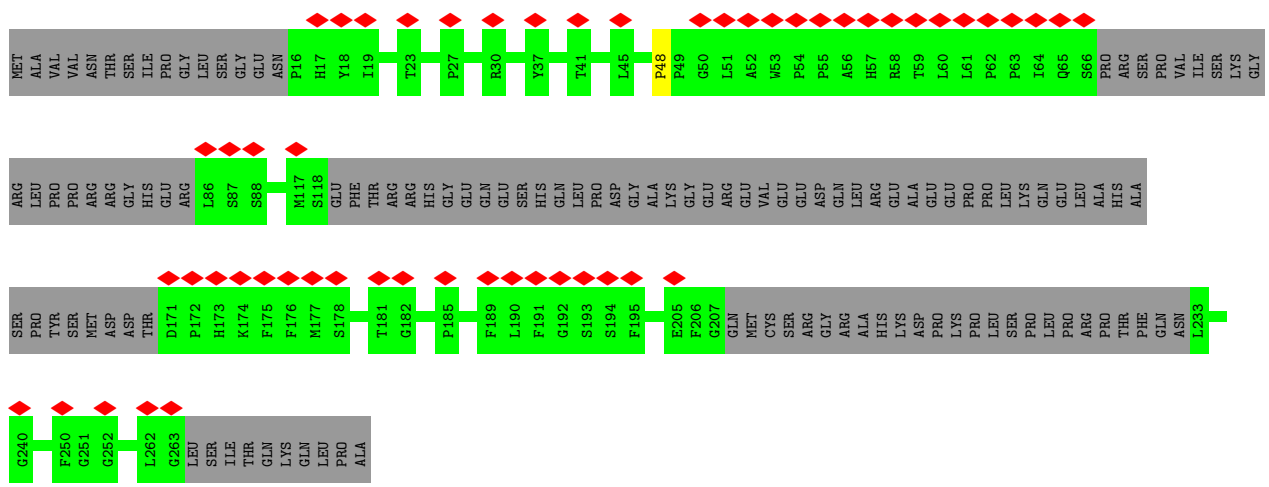 MET ALA VAL VAL ASN THR SER ILE PRO GLY LEU SER GLY GLU ASN P16 H17 Y18 I19 T23 P27 R30 Y37 T41 L45 P48 P49 G50 L51 A52 W53 P54 P55 A56 H57 R58 T59 L60 L61 P62 P63 I64 Q65 S66 PRO ARG SER PRO VAL ILE SER LYS GLY
ARG LEU PRO PRO ARG ARG GLY HIS GLU ARG L86 S87 S88 M117 S118 GLU PHE THR ARG ARG HIS GLY GLU GLN GLU SER HIS GLN LEU PRO ASP GLY ALA LYS GLY GLU ARG GLU VAL GLU GLU ASP GLN LEU ARG GLU ALA GLU GLU PRO PRO LEU LYS GLN GLU LEU ALA HIS ALA
SER PRO TYR SER MET ASP ASP THR D171 P172 H173 K174 F175 F176 M177 S178 T181 G182 P185 F189 L190 F191 G192 S193 S194 F195 E205 F206 G207 GLN MET CYS SER ARG GLY ARG ALA HIS LYS ASP PRO LYS PRO LEU SER PRO LEU PRO ARG PRO THR PHE GLN ASN L233
G240 F250 G251 G252 L262 G263 LEU SER ILE THR GLN LYS GLN LEU PRO ALA